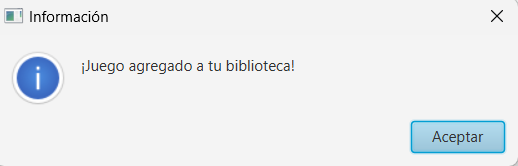 Información
¡Juego agregado a tu biblioteca!
Aceptar